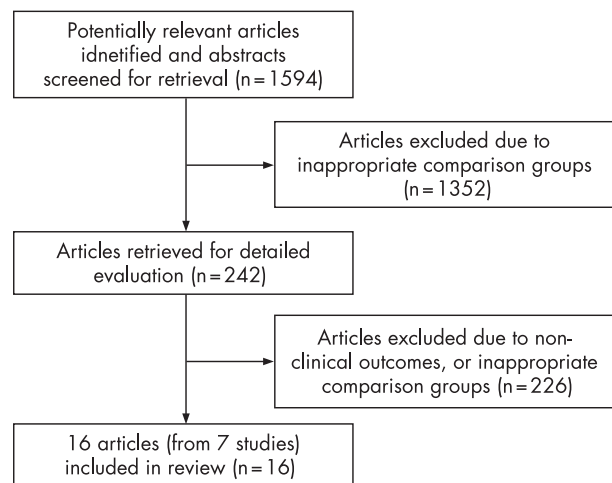 Potentially relevant articles
idnetified and abstracts
screened for retrieval (n = 1594)
Articles excluded due to
inappropriate comparison groups
(n = 1352)
Articles retrieved for detailed
evaluation (n = 242)
Articles excluded due to non-
clinical outcomes, or inappropriate
comparison groups (n = 226)
16 articles (from 7 studies)
included in review (n = 16)